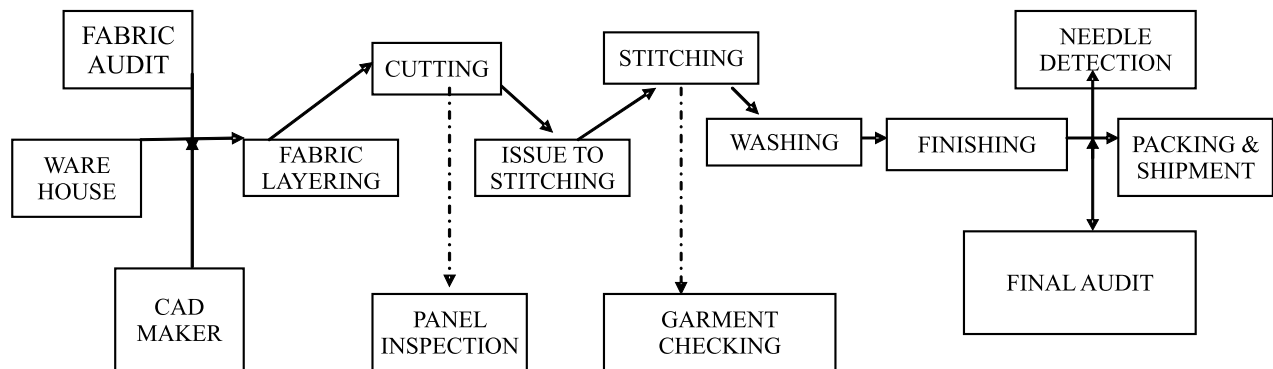 FABRIC
AUDIT
WARE
HOUSE
CAD
MAKER
FABRIC
LAYERING
CUTTING
PANEL
INSPECTION
ISSUE TO
STITCHING
STITCHING
GARMENT
CHECKING
WASHING
FINISHING
NEEDLE
DETECTION
PACKING &
SHIPMENT
FINAL AUDIT